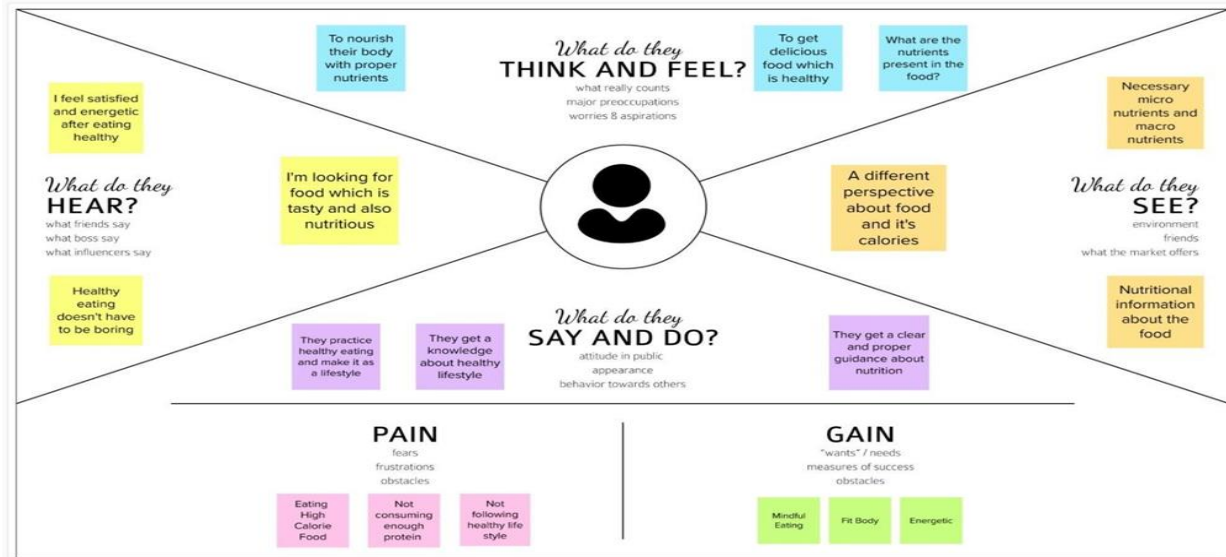 To nourish
their body
with proper
nutrients
What do they
THINK AND FEEL?
what really counts
major preoccupations
worries 8 aspirations
To get
delicious
food which
is healthy
What are the
nutrients
present in the
food?
I feel satisfied
and energetic
after eating
healthy
I'm looking for
food which is
tasty and also
nutritious
What do they
HEAR?
what friends say
what boss say
what influencers say
Healthy
eating
doesn't have
to be boring
A different
perspective
about food
and it's
calories
Necessary
micro
nutrients and
macro
nutrients
What do they
SEE?
environment
friends
what the market offers
Nutritional
information
about the
food
They practice
healthy eating
and make it as
a lifestyle
They get a
knowledge
about healthy
lifestyle
What do they
SAY AND DO?
attitude in public
appearance
behavior towards others
They get a clear
and proper
guidance about
nutrition
PAIN
fears
frustrations
obstacles
Eating
High
Calorie
Food
Not
consuming
enough
protein
Not
following
healthy life
style
GAIN
"wants" / needs
measures of success
obstacles
Mindful
Eating
Fit Body
Energetic